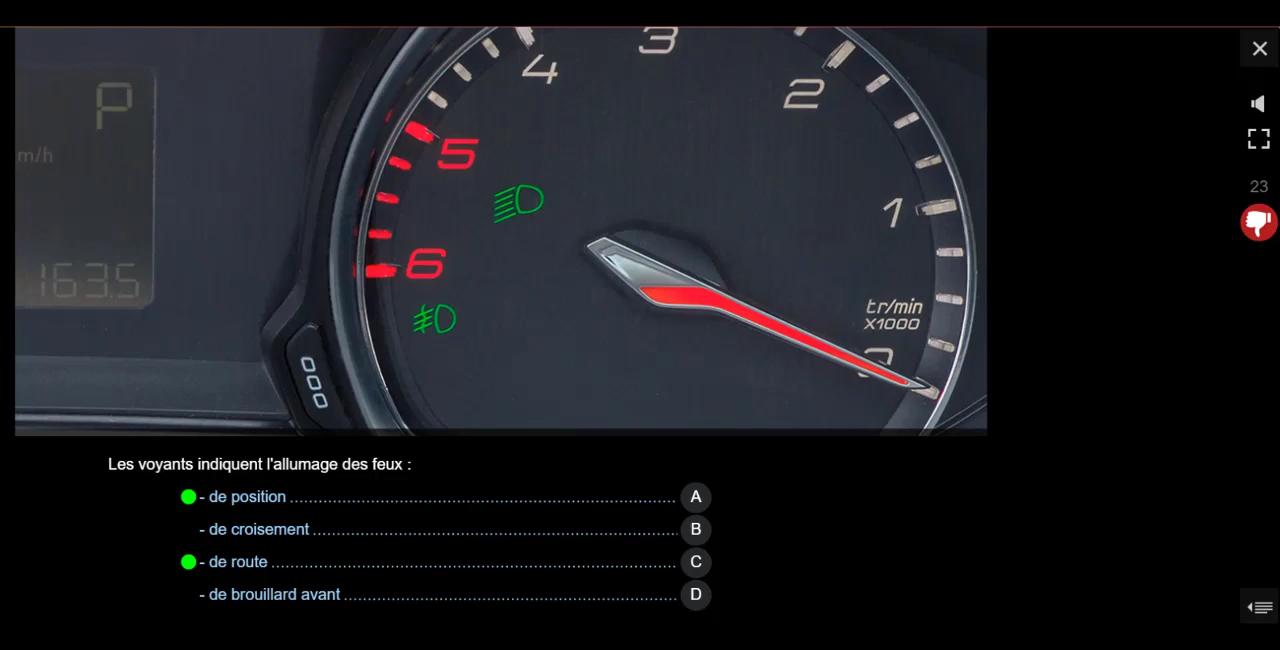 P
m/h
1635
000
3
4
2
5
1
6
tr/min
X1000
23
Les voyants indiquent l'allumage des feux :
- de position ........ A
- de croisement ........ B
- de route ........ C
- de brouillard avant ........ D